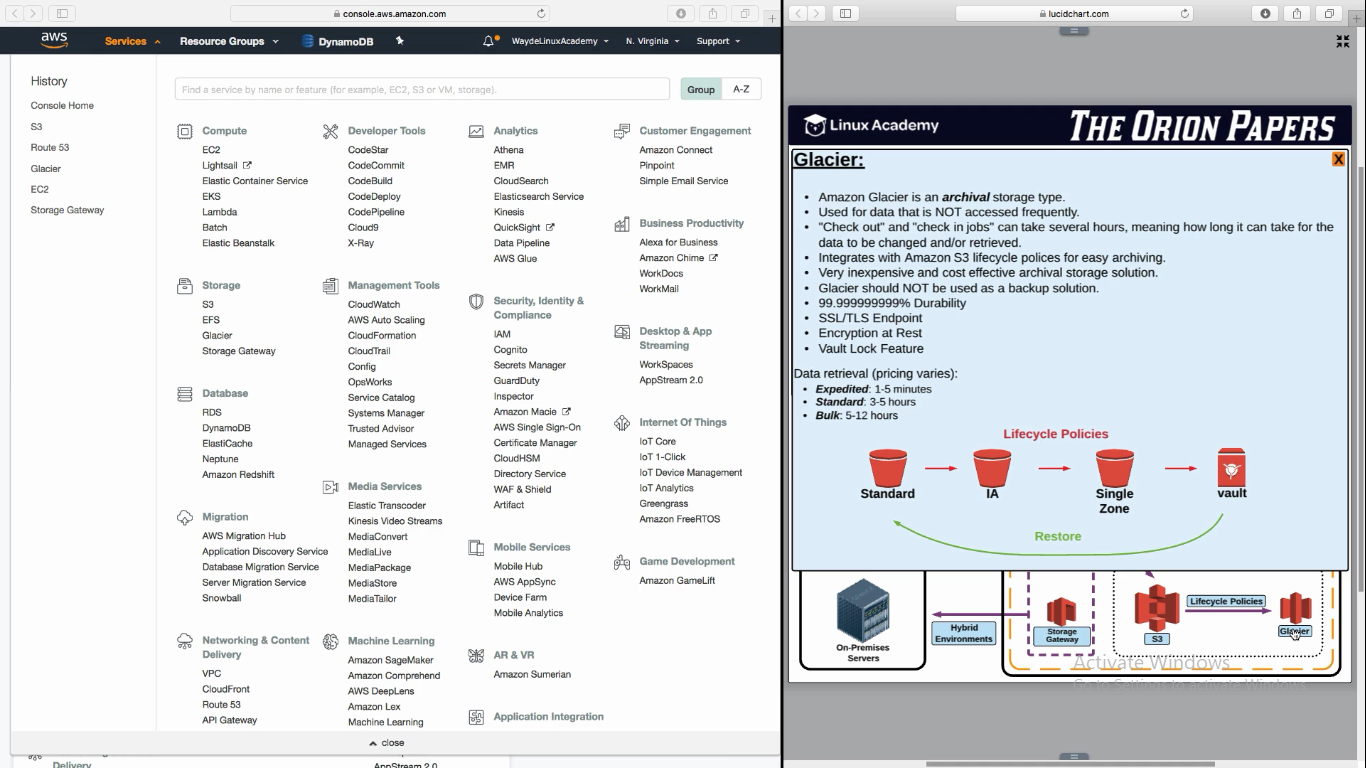 console.aws.amazon.com
aws
Services
Resource Groups
DynamoDB
WaydeLinuxAcademy
N. Virginia
Support
History
Console Home
S3
Route 53
Glacier
EC2
Storage Gateway
Find a service by name or feature (for example, EC2, S3 or VM, storage).
Group
A-Z
Compute
EC2
Lightsail
Elastic Container Service
EKS
Lambda
Batch
Elastic Beanstalk
Storage
S3
EFS
Glacier
Storage Gateway
Database
RDS
DynamoDB
ElastiCache
Neptune
Amazon Redshift
Migration
AWS Migration Hub
Application Discovery Service
Database Migration Service
Server Migration Service
Snowball
Networking & Content
Delivery
VPC
CloudFront
Route 53
API Gateway
Developer Tools
CodeStar
CodeCommit
CodeBuild
CodeDeploy
CodePipeline
Cloud9
X-Ray
Management Tools
CloudWatch
AWS Auto Scaling
CloudFormation
CloudTrail
Config
OpsWorks
Service Catalog
Systems Manager
Trusted Advisor
Managed Services
Media Services
Elastic Transcoder
Kinesis Video Streams
MediaConvert
MediaLive
MediaPackage
MediaStore
MediaTailor
Machine Learning
Amazon SageMaker
Amazon Comprehend
AWS DeepLens
Amazon Lex
Machine Learning
Analytics
Athena
EMR
CloudSearch
Elasticsearch Service
Kinesis
QuickSight
Data Pipeline
AWS Glue
Security, Identity &
Compliance
IAM
Cognito
Secrets Manager
GuardDuty
Inspector
Amazon Macie
AWS Single Sign-On
Certificate Manager
CloudHSM
Directory Service
WAF & Shield
Artifact
Mobile Services
Mobile Hub
AWS AppSync
Device Farm
Mobile Analytics
AR & VR
Amazon Sumerian
Application Integration
Customer Engagement
Amazon Connect
Pinpoint
Simple Email Service
Business Productivity
Alexa for Business
Amazon Chime
WorkDocs
WorkMail
Desktop & App
Streaming
WorkSpaces
AppStream 2.0
Internet Of Things
IoT Core
IoT 1-Click
IoT Device Management
IoT Analytics
Greengrass
Amazon FreeRTOS
Game Development
Amazon GameLift
close
Delivery
AppStream 2.0
lucidchart.com
Linux Academy
THE ORION PAPERS
Glacier:
X
• Amazon Glacier is an archival storage type.
• Used for data that is NOT accessed frequently.
• "Check out" and "check in jobs" can take several hours, meaning how long it can take for the
data to be changed and/or retrieved.
• Integrates with Amazon S3 lifecycle polices for easy archiving.
• Very inexpensive and cost effective archival storage solution.
• Glacier should NOT be used as a backup solution.
• 99.999999999% Durability
• SSL/TLS Endpoint
• Encryption at Rest
• Vault Lock Feature
Data retrieval (pricing varies):
• Expedited: 1-5 minutes
• Standard: 3-5 hours
• Bulk: 5-12 hours
Lifecycle Policies
Standard
IA
Single
Zone
vault
Restore
On-Premises
Servers
Hybrid
Environments
Storage
Gateway
S3
Lifecycle Policies
Glacier
Activate Windows
Go to Settings to activate Windows.